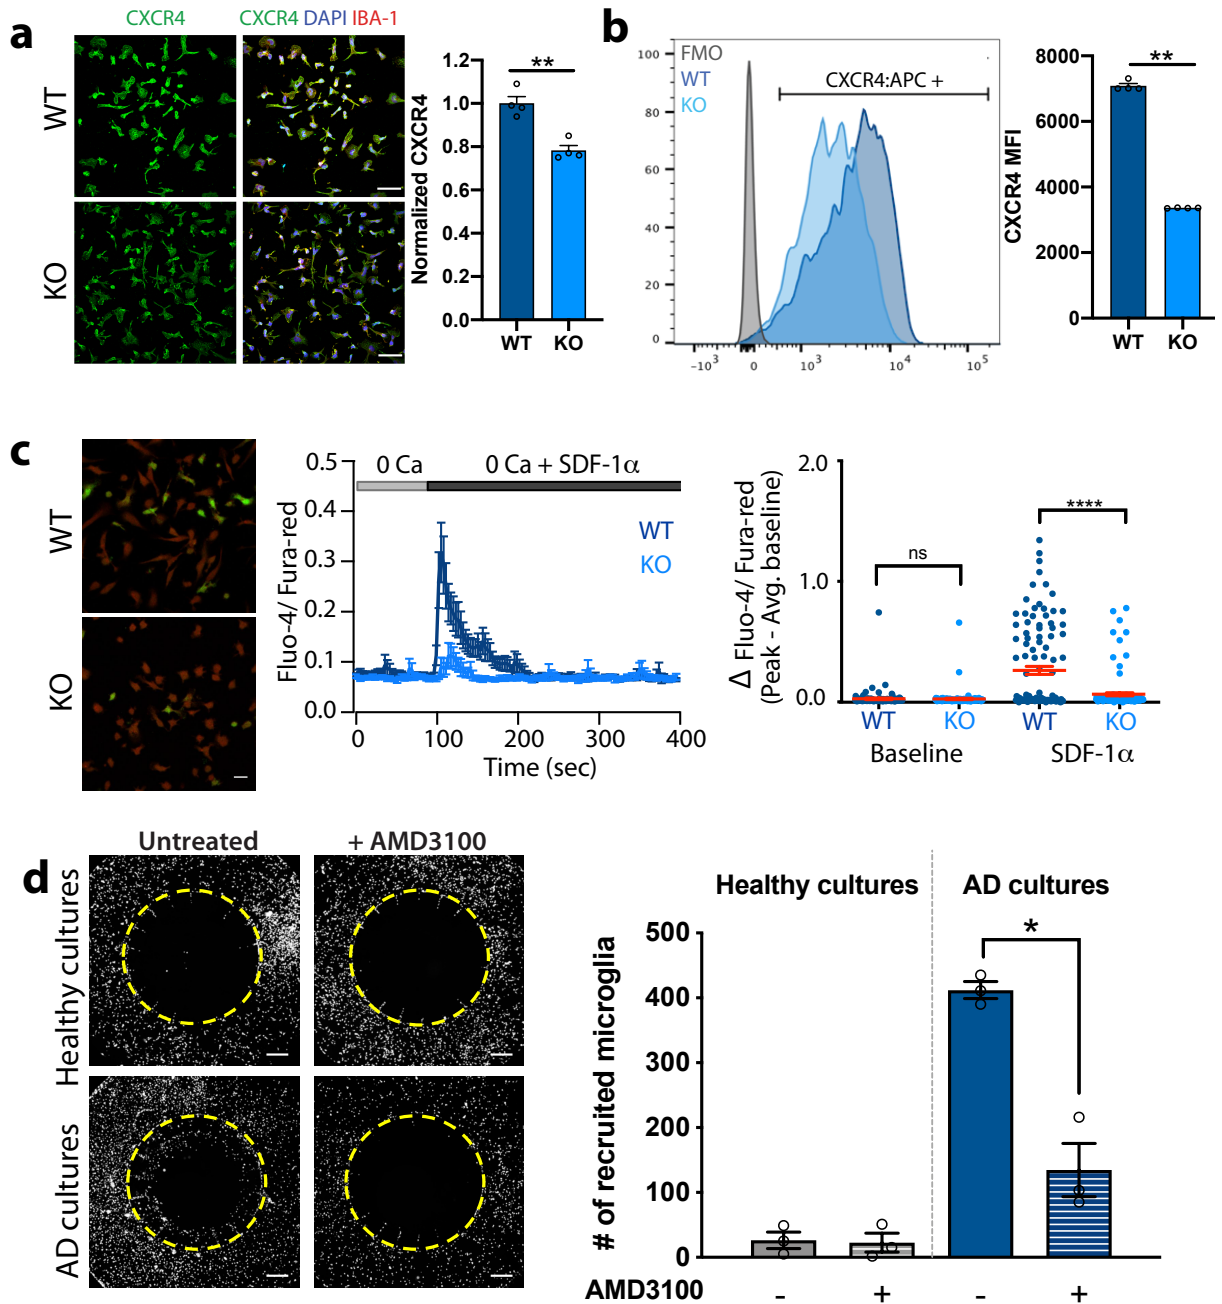 a
CXCR4
CXCR4 DAPI IBA-1
WT
KO
Normalized CXCR4
1.2
1.0
0.8
0.6
0.4
0.2
0.0
**
WT KO
b
FMO
WT
KO
CXCR4:APC +
100
80
60
40
20
0
-10³ 0 10³ 10⁴ 10⁵
CXCR4 MFI
8000
6000
4000
2000
0
**
WT KO
c
WT
KO
Fluo-4/ Fura-red
0.5
0.4
0.3
0.2
0.1
0.0
0 Ca
0 Ca + SDF-1α
WT
KO
0 100 200 300 400
Time (sec)
Δ Fluo-4/ Fura-red
(Peak - Avg. baseline)
2.0
1.0
0.0
ns
****
WT KO WT KO
Baseline SDF-1α
d
Untreated + AMD3100
Healthy cultures
AD cultures
Healthy cultures AD cultures
# of recruited microglia
500
400
300
200
100
0
*
AMD3100 - + - +